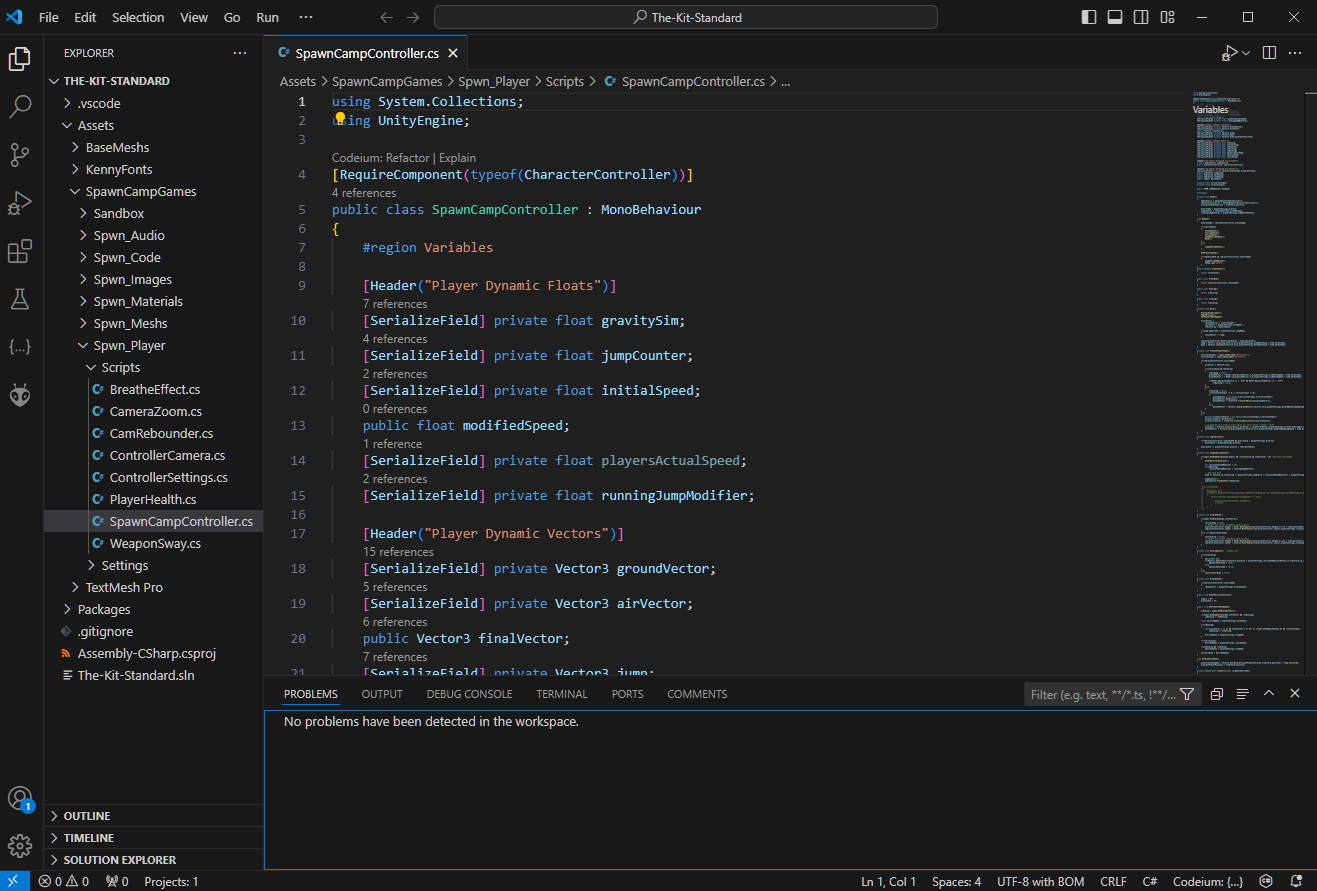 File Edit Selection View Go Run ···
The-Kit-Standard
EXPLORER
THE-KIT-STANDARD
.vscode
Assets
BaseMeshs
KennyFonts
SpawnCampGames
Sandbox
Spwn_Audio
Spwn_Code
Spwn_Images
Spwn_Materials
Spwn_Meshs
Spwn_Player
Scripts
BreatheEffect.cs
CameraZoom.cs
CamRebounder.cs
ControllerCamera.cs
ControllerSettings.cs
PlayerHealth.cs
SpawnCampController.cs
WeaponSway.cs
Settings
TextMesh Pro
Packages
.gitignore
Assembly-CSharp.csproj
The-Kit-Standard.sln
OUTLINE
TIMELINE
SOLUTION EXPLORER
SpawnCampController.cs
Assets > SpawnCampGames > Spwn_Player > Scripts > SpawnCampController.cs > ...
1 using System.Collections;
2 using UnityEngine;
3
Codeium: Refactor | Explain
4 [RequireComponent(typeof(CharacterController))]
4 references
5 public class SpawnCampController : MonoBehaviour
6 {
7 #region Variables
8
9 [Header("Player Dynamic Floats")]
7 references
10 [SerializeField] private float gravitySim;
4 references
11 [SerializeField] private float jumpCounter;
2 references
12 [SerializeField] private float initialSpeed;
0 references
13 public float modifiedSpeed;
1 reference
14 [SerializeField] private float playersActualSpeed;
2 references
15 [SerializeField] private float runningJumpModifier;
16
17 [Header("Player Dynamic Vectors")]
15 references
18 [SerializeField] private Vector3 groundVector;
5 references
19 [SerializeField] private Vector3 airVector;
6 references
20 public Vector3 finalVector;
7 references
21 [SerializeField] private Vector3 jump;
Variables
PROBLEMS OUTPUT DEBUG CONSOLE TERMINAL PORTS COMMENTS
Filter (e.g. text, **/*.ts, !**/...
No problems have been detected in the workspace.
1
0 0 0 Projects: 1
Ln 1, Col 1 Spaces: 4 UTF-8 with BOM CRLF C# Codeium: {...}